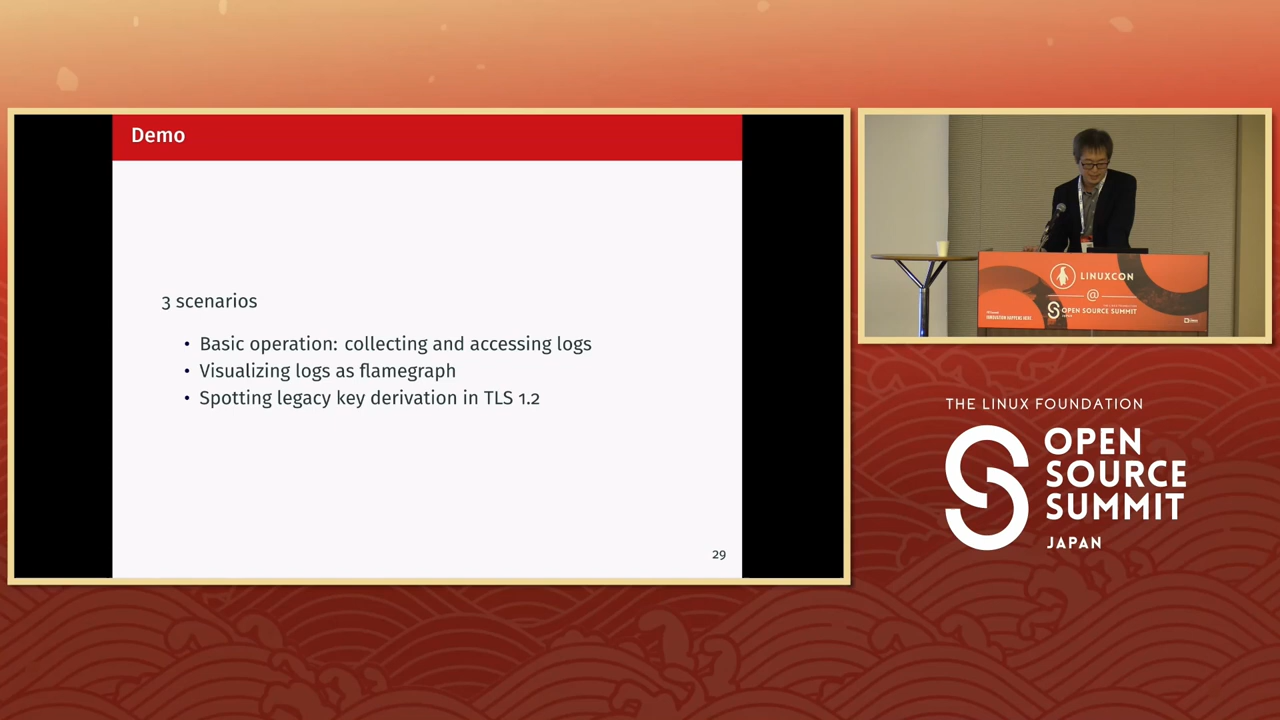 Demo
3 scenarios
• Basic operation: collecting and accessing logs
• Visualizing logs as flamegraph
• Spotting legacy key derivation in TLS 1.2
29
LINUXCON
@
OPEN SOURCE SUMMIT
THE LINUX FOUNDATION
OPEN
SOURCE
SUMMIT
JAPAN